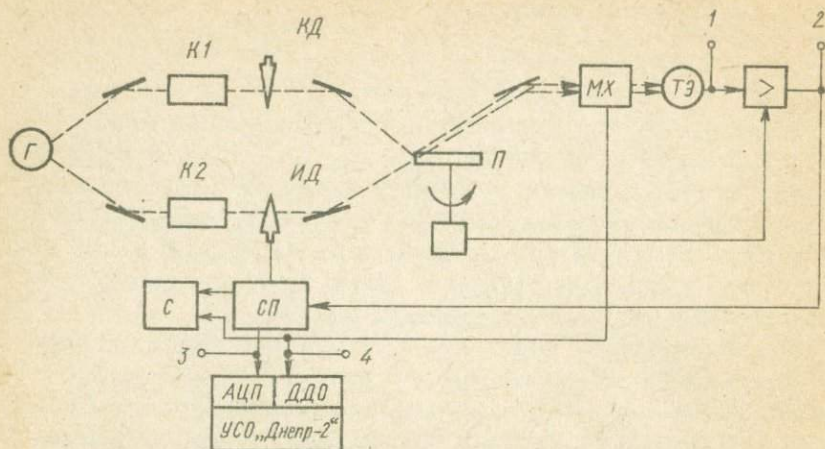 КД
1
2
К1
МХ
ТЭ
>
Г
К2
ИД
П
С
СП
3
4
АЦП
ДДО
УСО „Днепр-2“